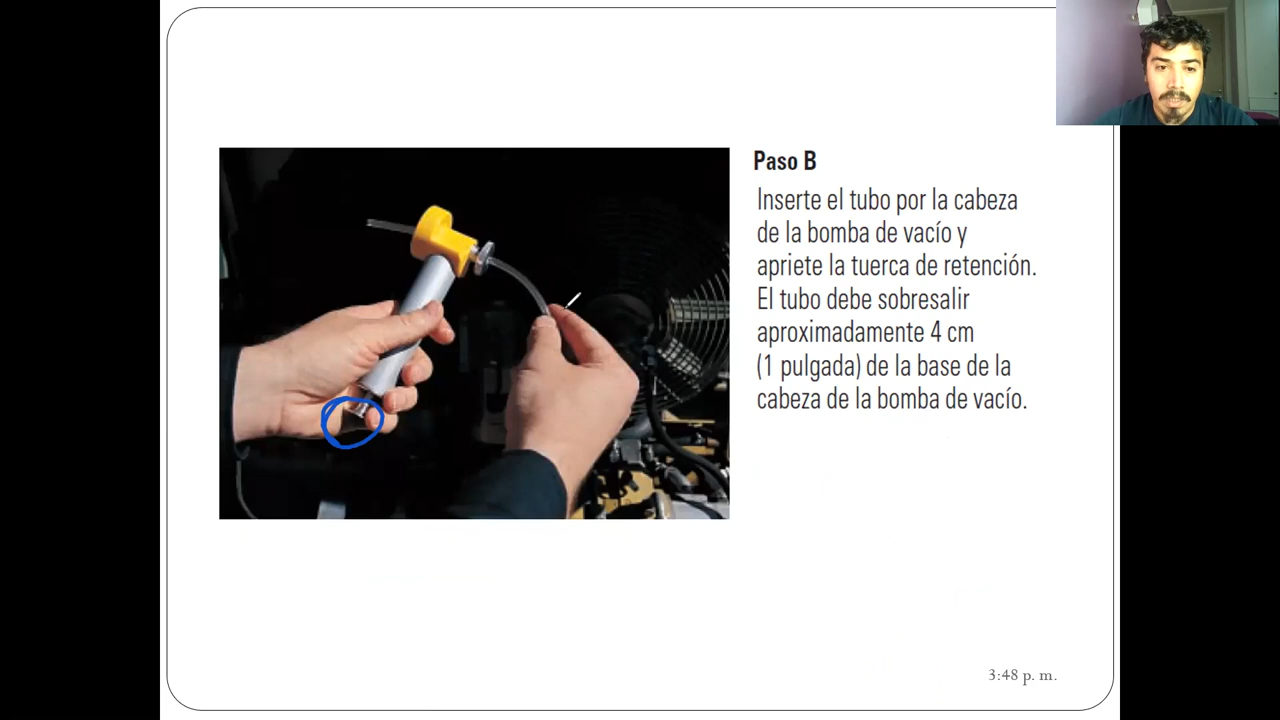 Paso B
Inserte el tubo por la cabeza
de la bomba de vacío y
apriete la tuerca de retención.
El tubo debe sobresalir
aproximadamente 4 cm
(1 pulgada) de la base de la
cabeza de la bomba de vacío.
3:48 p. m.